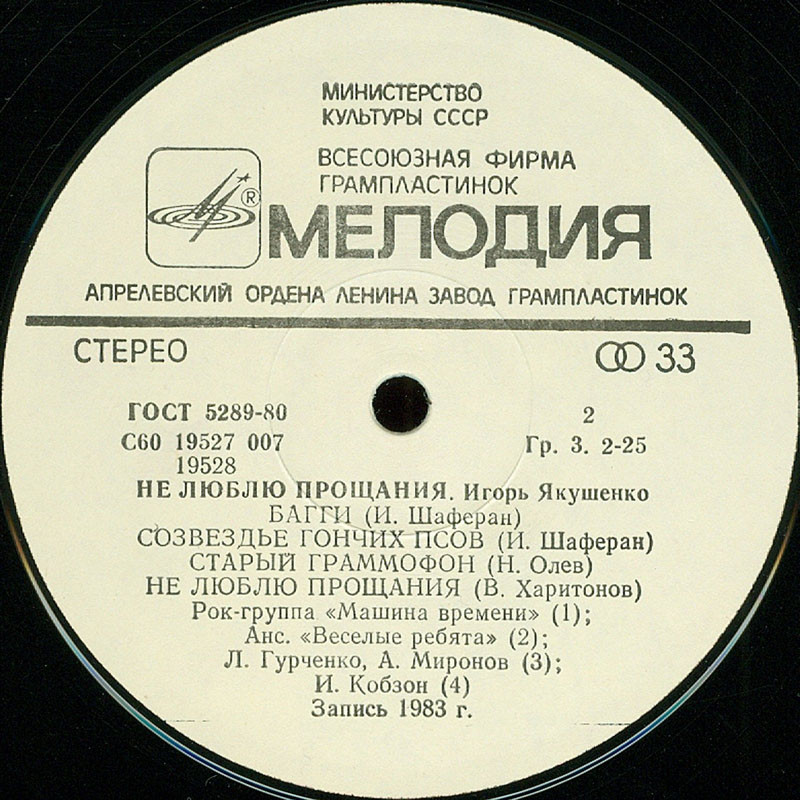 МИНИСТЕРСТВО
КУЛЬТУРЫ СССР
ВСЕСОЮЗНАЯ ФИРМА
ГРАМПЛАСТИНОК
®
МЕЛОДИЯ
АПРЕЛЕВСКИЙ ОРДЕНА ЛЕНИНА ЗАВОД ГРАМПЛАСТИНОК
СТЕРЕО 33
ГОСТ 5289-80 2
С60 19527 007 Гр. 3. 2-25
19528
НЕ ЛЮБЛЮ ПРОЩАНИЯ. Игорь Якушенко
БАГГИ (И. Шаферан)
СОЗВЕЗДЬЕ ГОНЧИХ ПСОВ (И. Шаферан)
СТАРЫЙ ГРАММОФОН (Н. Олев)
НЕ ЛЮБЛЮ ПРОЩАНИЯ (В. Харитонов)
Рок-группа «Машина времени» (1);
Анс. «Веселые ребята» (2);
Л. Гурченко, А. Миронов (3);
И. Кобзон (4)
Запись 1983 г.